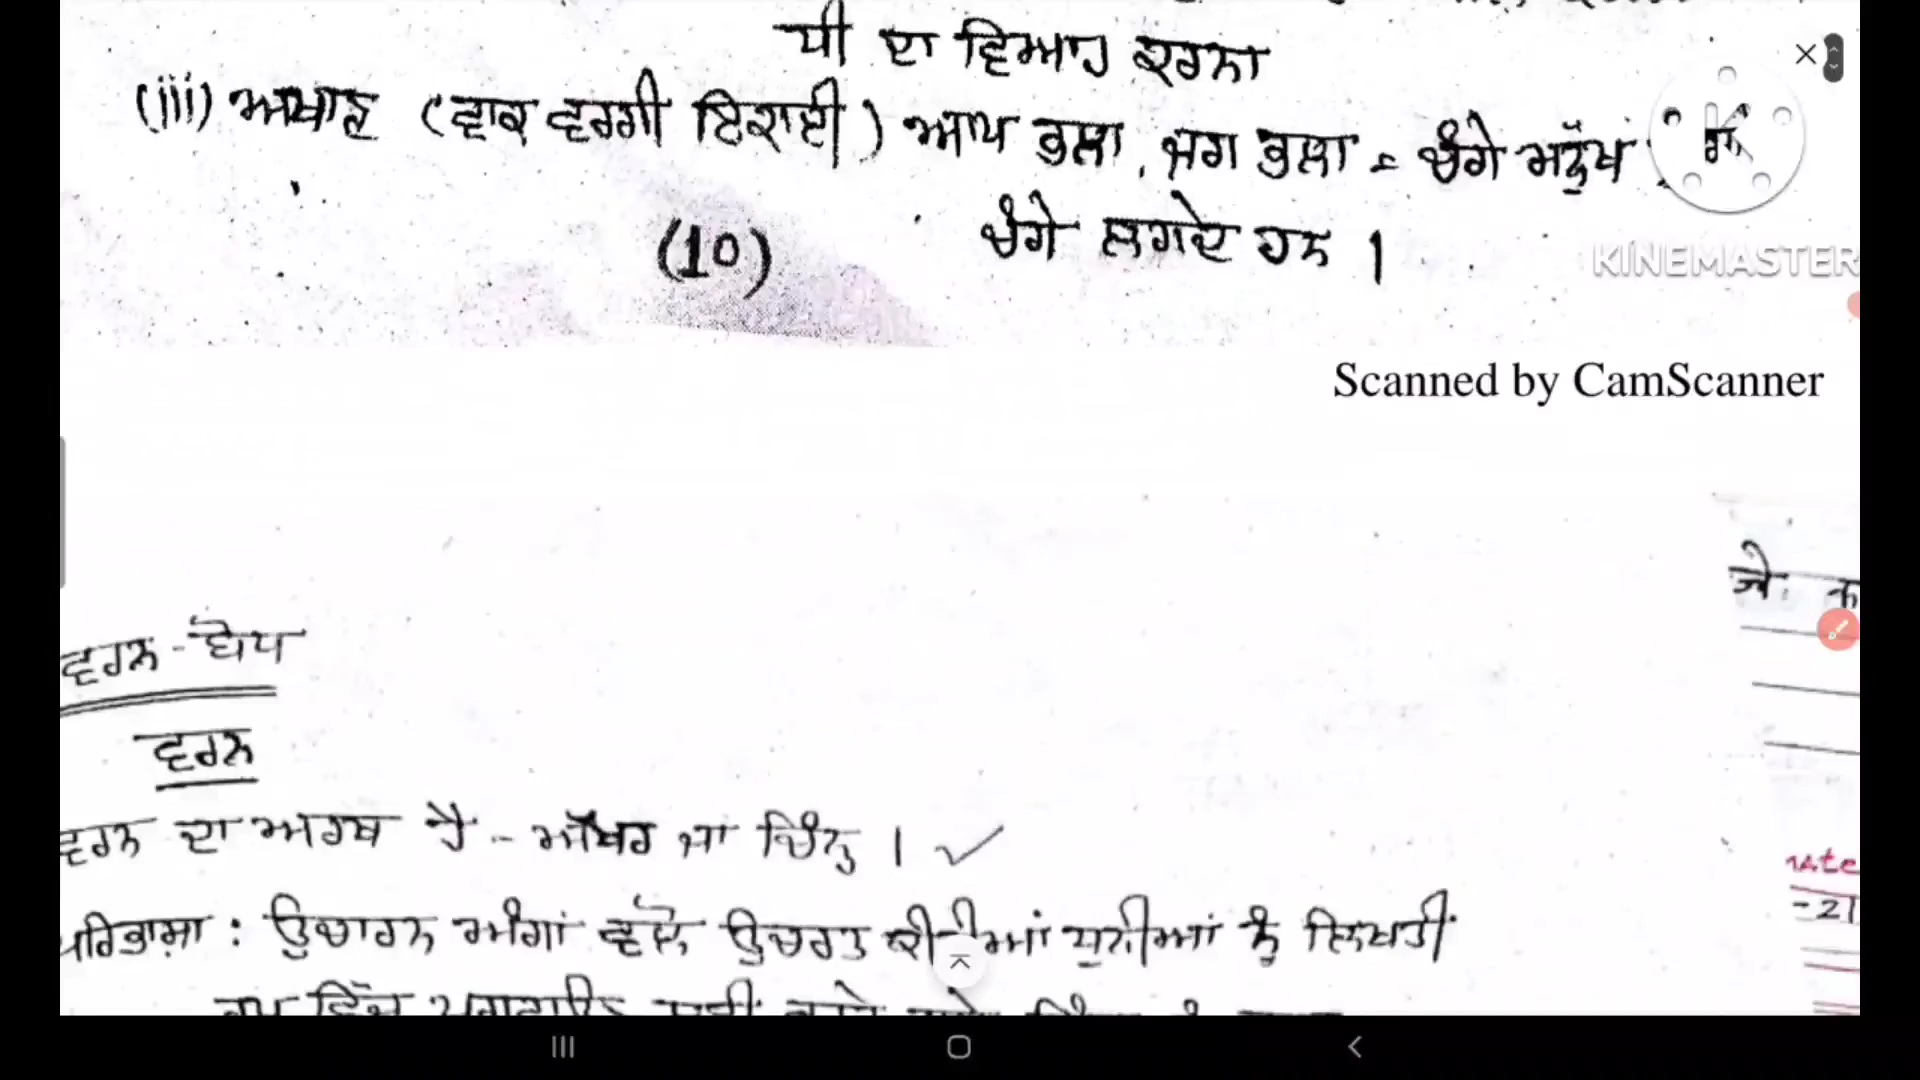 ਧੀ ਦਾ ਵਿਆਹ ਕਰਨਾ
(iii) ਅਖਾਣ (ਵਾਕ ਵਰਗੀ ਇਕਾਈ) ਆਪ ਭਲਾ, ਜਗ ਭਲਾ = ਚੰਗੇ ਮਨੁੱਖ
ਚੰਗੇ ਲਗਦੇ ਹਨ ।
(10)
KINEMASTER
Scanned by CamScanner
ਵਰਨ - ਬੋਧ
ਵਰਨ
ਵਰਨ ਦਾ ਅਰਥ ਹੈ - ਅੱਖਰ ਜਾਂ ਚਿੰਨ੍ਹ ।
ਪਰਿਭਾਸ਼ਾ : ਉਚਾਰਨ ਅੰਗਾਂ ਵੱਲੋਂ ਉਚਰਤ ਕੀਤੀਆਂ ਧੁਨੀਆਂ ਨੂੰ ਲਿਖਤੀ
-21